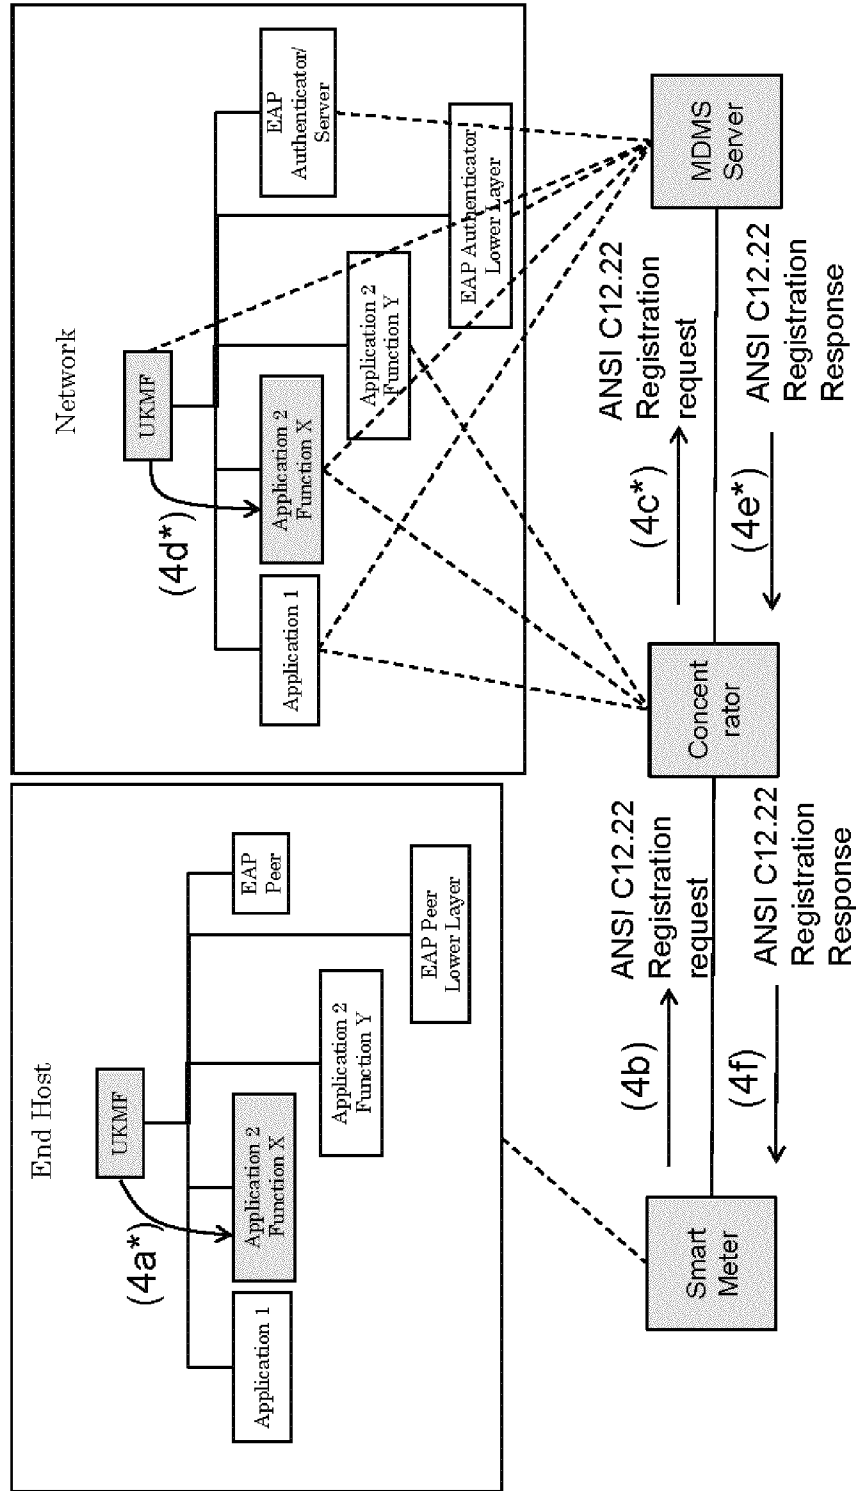 End Host
UKMF
(4a*)
Application 1
Application 2
Function X
Application 2
Function Y
EAP
Peer
EAP Peer
Lower Layer
Network
UKMF
(4d*)
Application 1
Application 2
Function X
Application 2
Function Y
EAP
Authenticator/
Server
EAP Authenticator
Lower Layer
Smart
Meter
(4b)
ANSI C12.22
Registration
request
(4f)
ANSI C12.22
Registration
Response
Concent
rator
(4c*)
ANSI C12.22
Registration
request
(4e*)
ANSI C12.22
Registration
Response
MDMS
Server